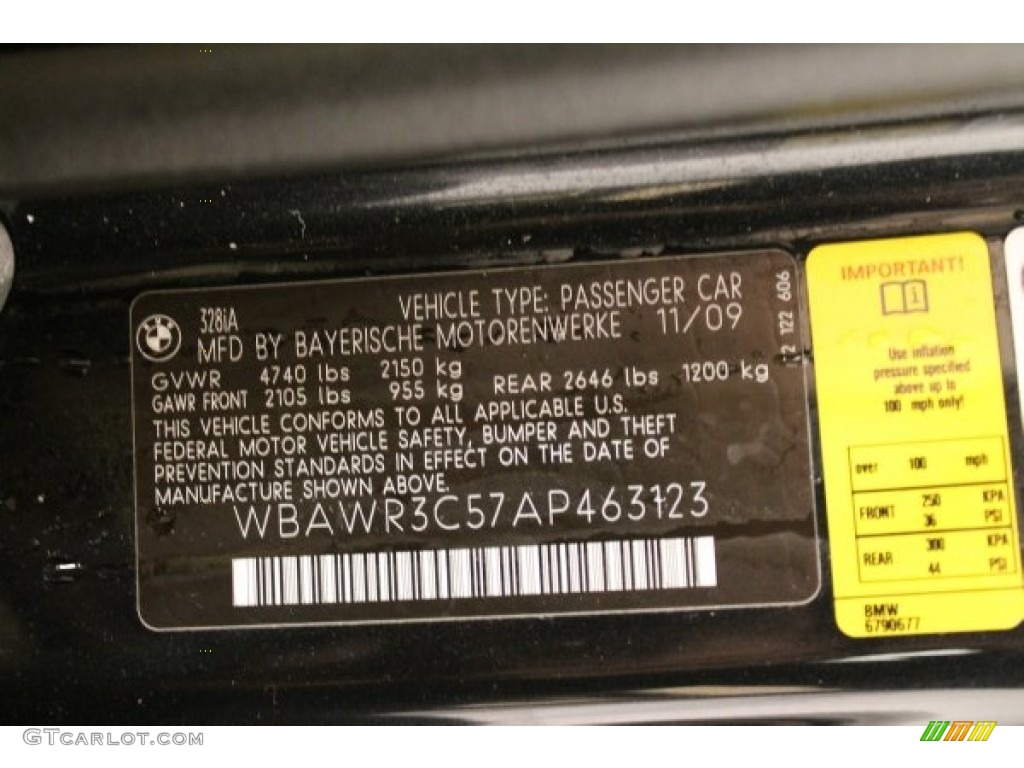 328iA
VEHICLE TYPE: PASSENGER CAR
MFD BY BAYERISCHE MOTORENWERKE 11/09
GVWR 4740 lbs 2150 kg
GAWR FRONT 2105 lbs 955 kg REAR 2646 lbs 1200 kg
THIS VEHICLE CONFORMS TO ALL APPLICABLE U.S.
FEDERAL MOTOR VEHICLE SAFETY, BUMPER AND THEFT
PREVENTION STANDARDS IN EFFECT ON THE DATE OF
MANUFACTURE SHOWN ABOVE.
WBAWR3C57AP463123
122 606
IMPORTANT!
Use inflation
pressure specified
above up to
100 mph only!
over 100 mph
FRONT 250 KPA
36 PSI
REAR 300 KPA
44 PSI
BMW
6790677
GTCARLOT.COM